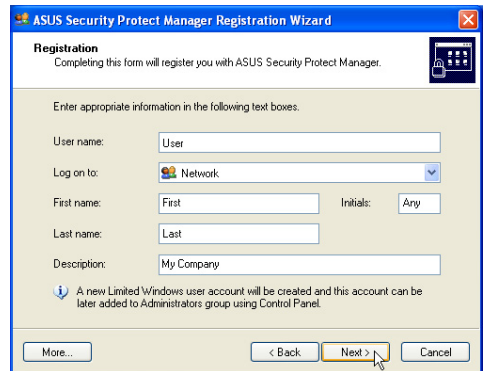 ASUS Security Protect Manager Registration Wizard
Registration
Completing this form will register you with ASUS Security Protect Manager.
Enter appropriate information in the following text boxes.
User name: User
Log on to: Network
First name: First Initials: Any
Last name: Last
Description: My Company
A new Limited Windows user account will be created and this account can be
later added to Administrators group using Control Panel.
More... < Back Next > Cancel